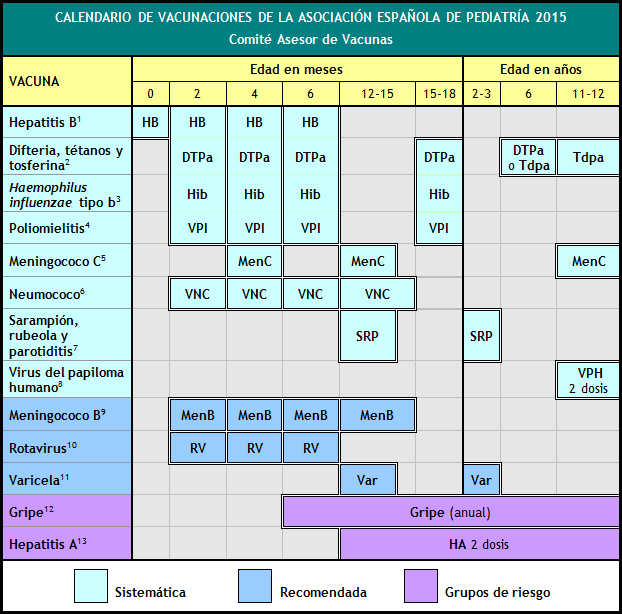 CALENDARIO DE VACUNACIONES DE LA ASOCIACIÓN ESPAÑOLA DE PEDIATRÍA 2015
Comité Asesor de Vacunas
VACUNA
Edad en meses
Edad en años
0 2 4 6 12-15 15-18 2-3 6 11-12
Hepatitis B¹ HB HB HB HB
Difteria, tétanos y
tosferina² DTPa DTPa DTPa DTPa DTPa
o Tdpa Tdpa
Haemophilus
influenzae tipo b³ Hib Hib Hib Hib
Poliomielitis⁴ VPI VPI VPI VPI
Meningococo C⁵ MenC MenC MenC
Neumococo⁶ VNC VNC VNC VNC
Sarampión,
rubeola y
parotiditis⁷ SRP SRP
Virus del papiloma
humano⁸ VPH
2 dosis
Meningococo B⁹ MenB MenB MenB MenB
Rotavirus¹⁰ RV RV RV
Varicela¹¹ Var Var
Gripe¹² Gripe (anual)
Hepatitis A¹³ HA 2 dosis
Sistemática Recomendada Grupos de riesgo